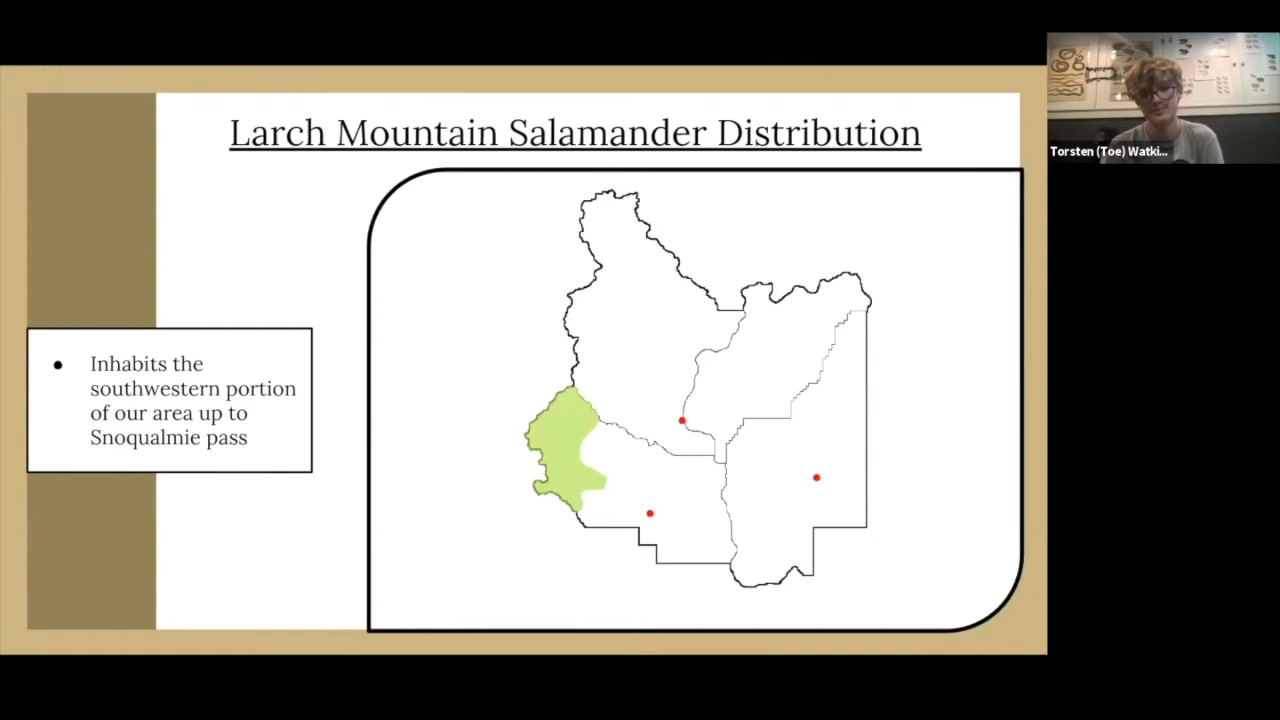 Larch Mountain Salamander Distribution
Torsten (Toe) Watki...
● Inhabits the
southwestern portion
of our area up to
Snoqualmie pass